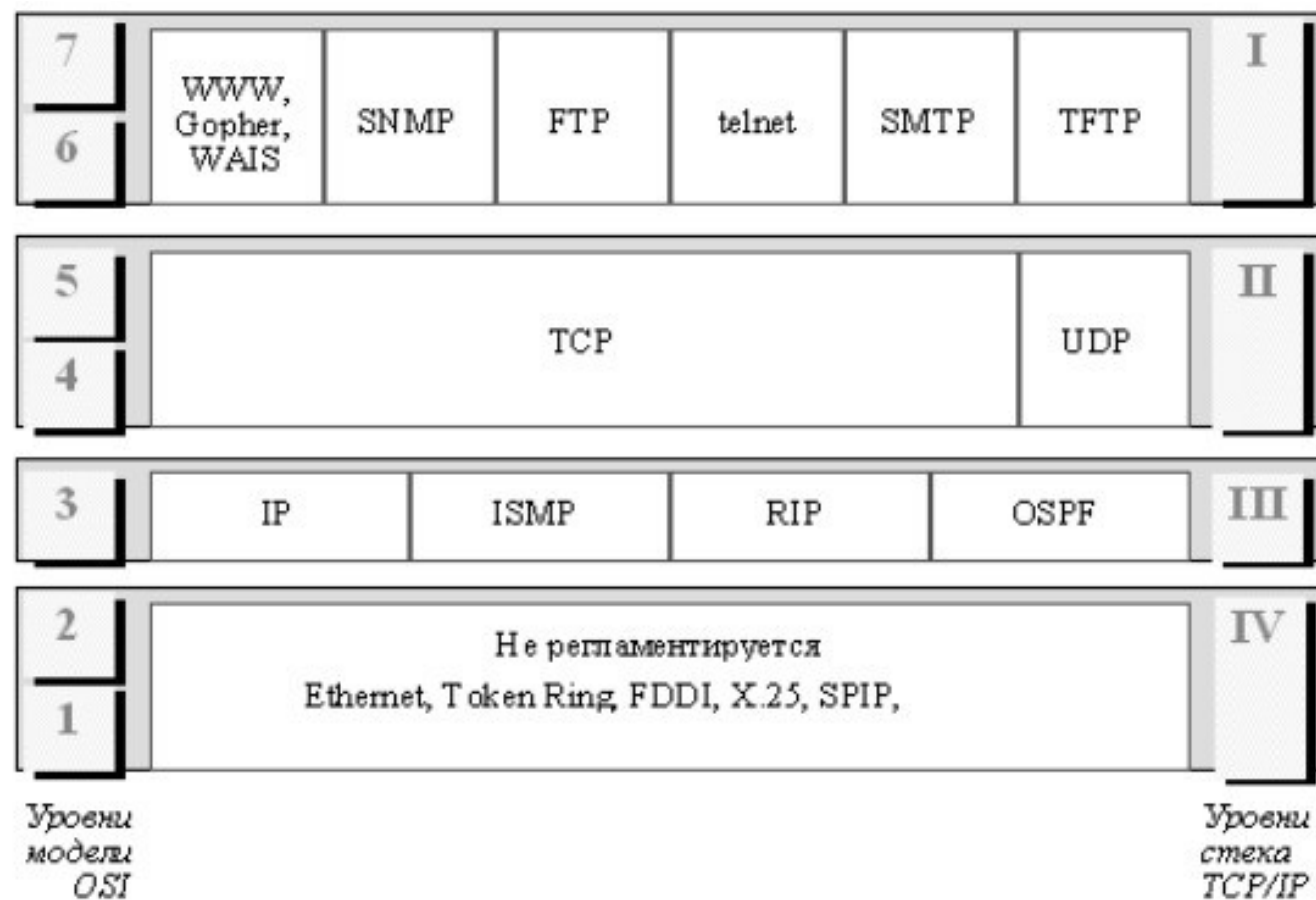 7
6
WWW,
Gopher,
WAIS
SNMP
FTP
telnet
SMTP
TFTP
I
5
4
TCP
UDP
II
3
IP
ISMP
RIP
OSPF
III
2
1
Не регламентируется
Ethernet, Token Ring, FDDI, X.25, SPIP,
IV
Уровни
модели
OSI
Уровни
стека
TCP/IP